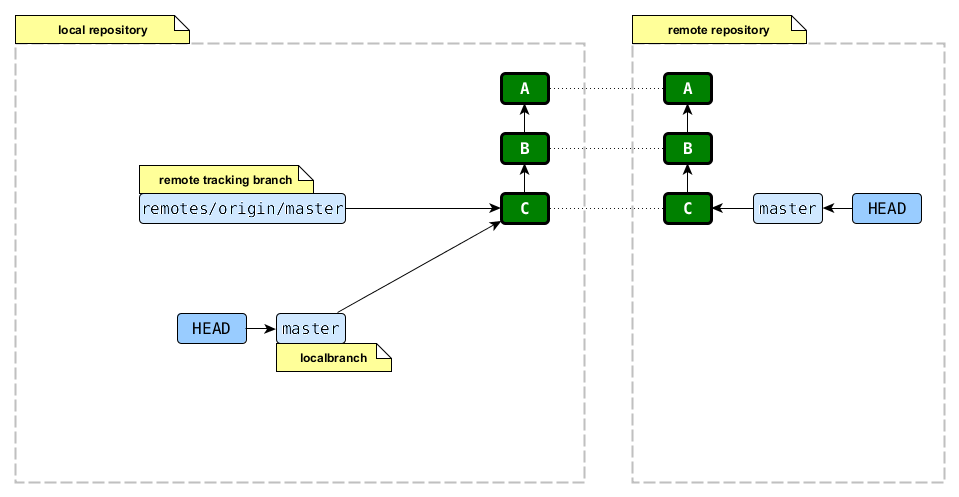 local repository
remote repository
A
A
B
B
remote tracking branch
remotes/origin/master
C
C
master
HEAD
HEAD
master
localbranch